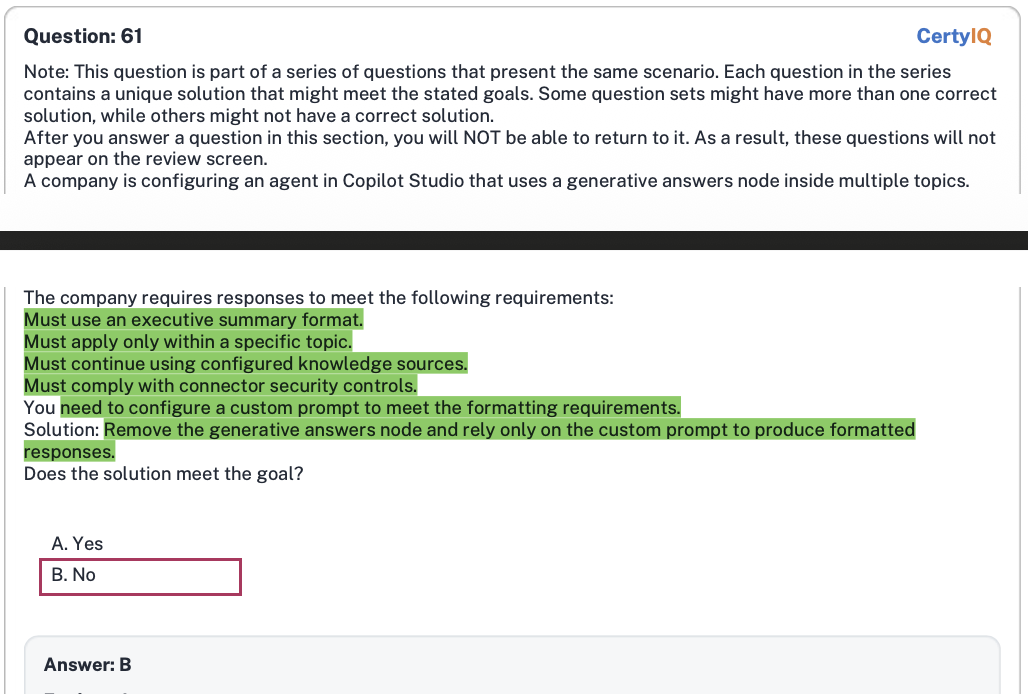 Question: 61
CertyIQ
Note: This question is part of a series of questions that present the same scenario. Each question in the series
contains a unique solution that might meet the stated goals. Some question sets might have more than one correct
solution, while others might not have a correct solution.
After you answer a question in this section, you will NOT be able to return to it. As a result, these questions will not
appear on the review screen.
A company is configuring an agent in Copilot Studio that uses a generative answers node inside multiple topics.
The company requires responses to meet the following requirements:
Must use an executive summary format.
Must apply only within a specific topic.
Must continue using configured knowledge sources.
Must comply with connector security controls.
You need to configure a custom prompt to meet the formatting requirements.
Solution: Remove the generative answers node and rely only on the custom prompt to produce formatted
responses.
Does the solution meet the goal?
A. Yes
B. No
Answer: B